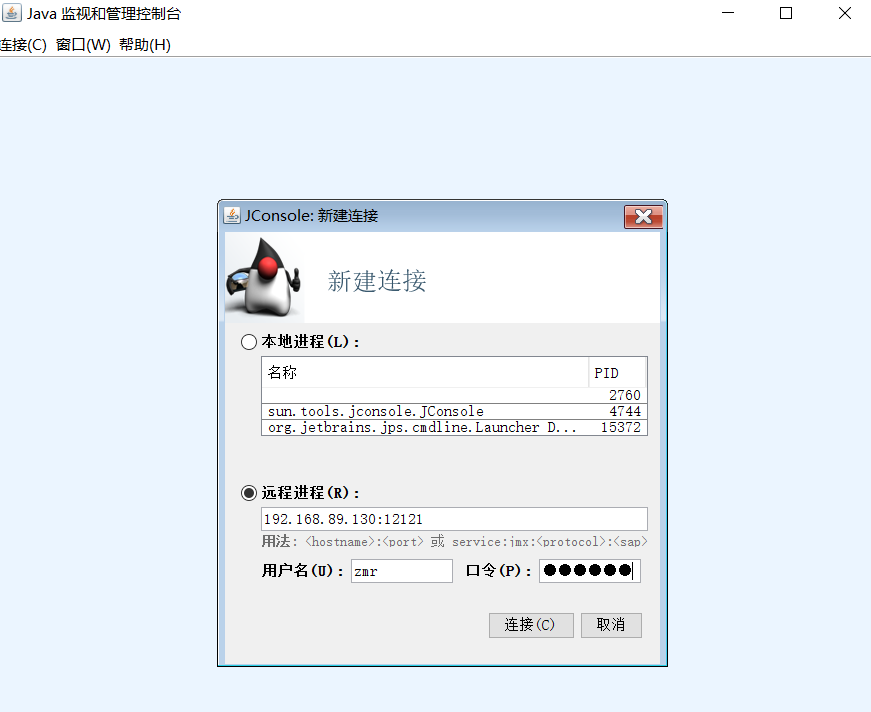 Java 监视和管理控制台
连接(C) 窗口(W) 帮助(H)
JConsole: 新建连接
新建连接
本地进程(L):
名称 PID
2760
sun.tools.jconsole.JConsole 4744
org.jetbrains.jps.cmdline.Launcher D... 15372
远程进程(R):
192.168.89.130:12121
用法: <hostname>:<port> 或 service:jmx:<protocol>:<sap>
用户名(U): zmr 口令(P): ●●●●●●
连接(C) 取消